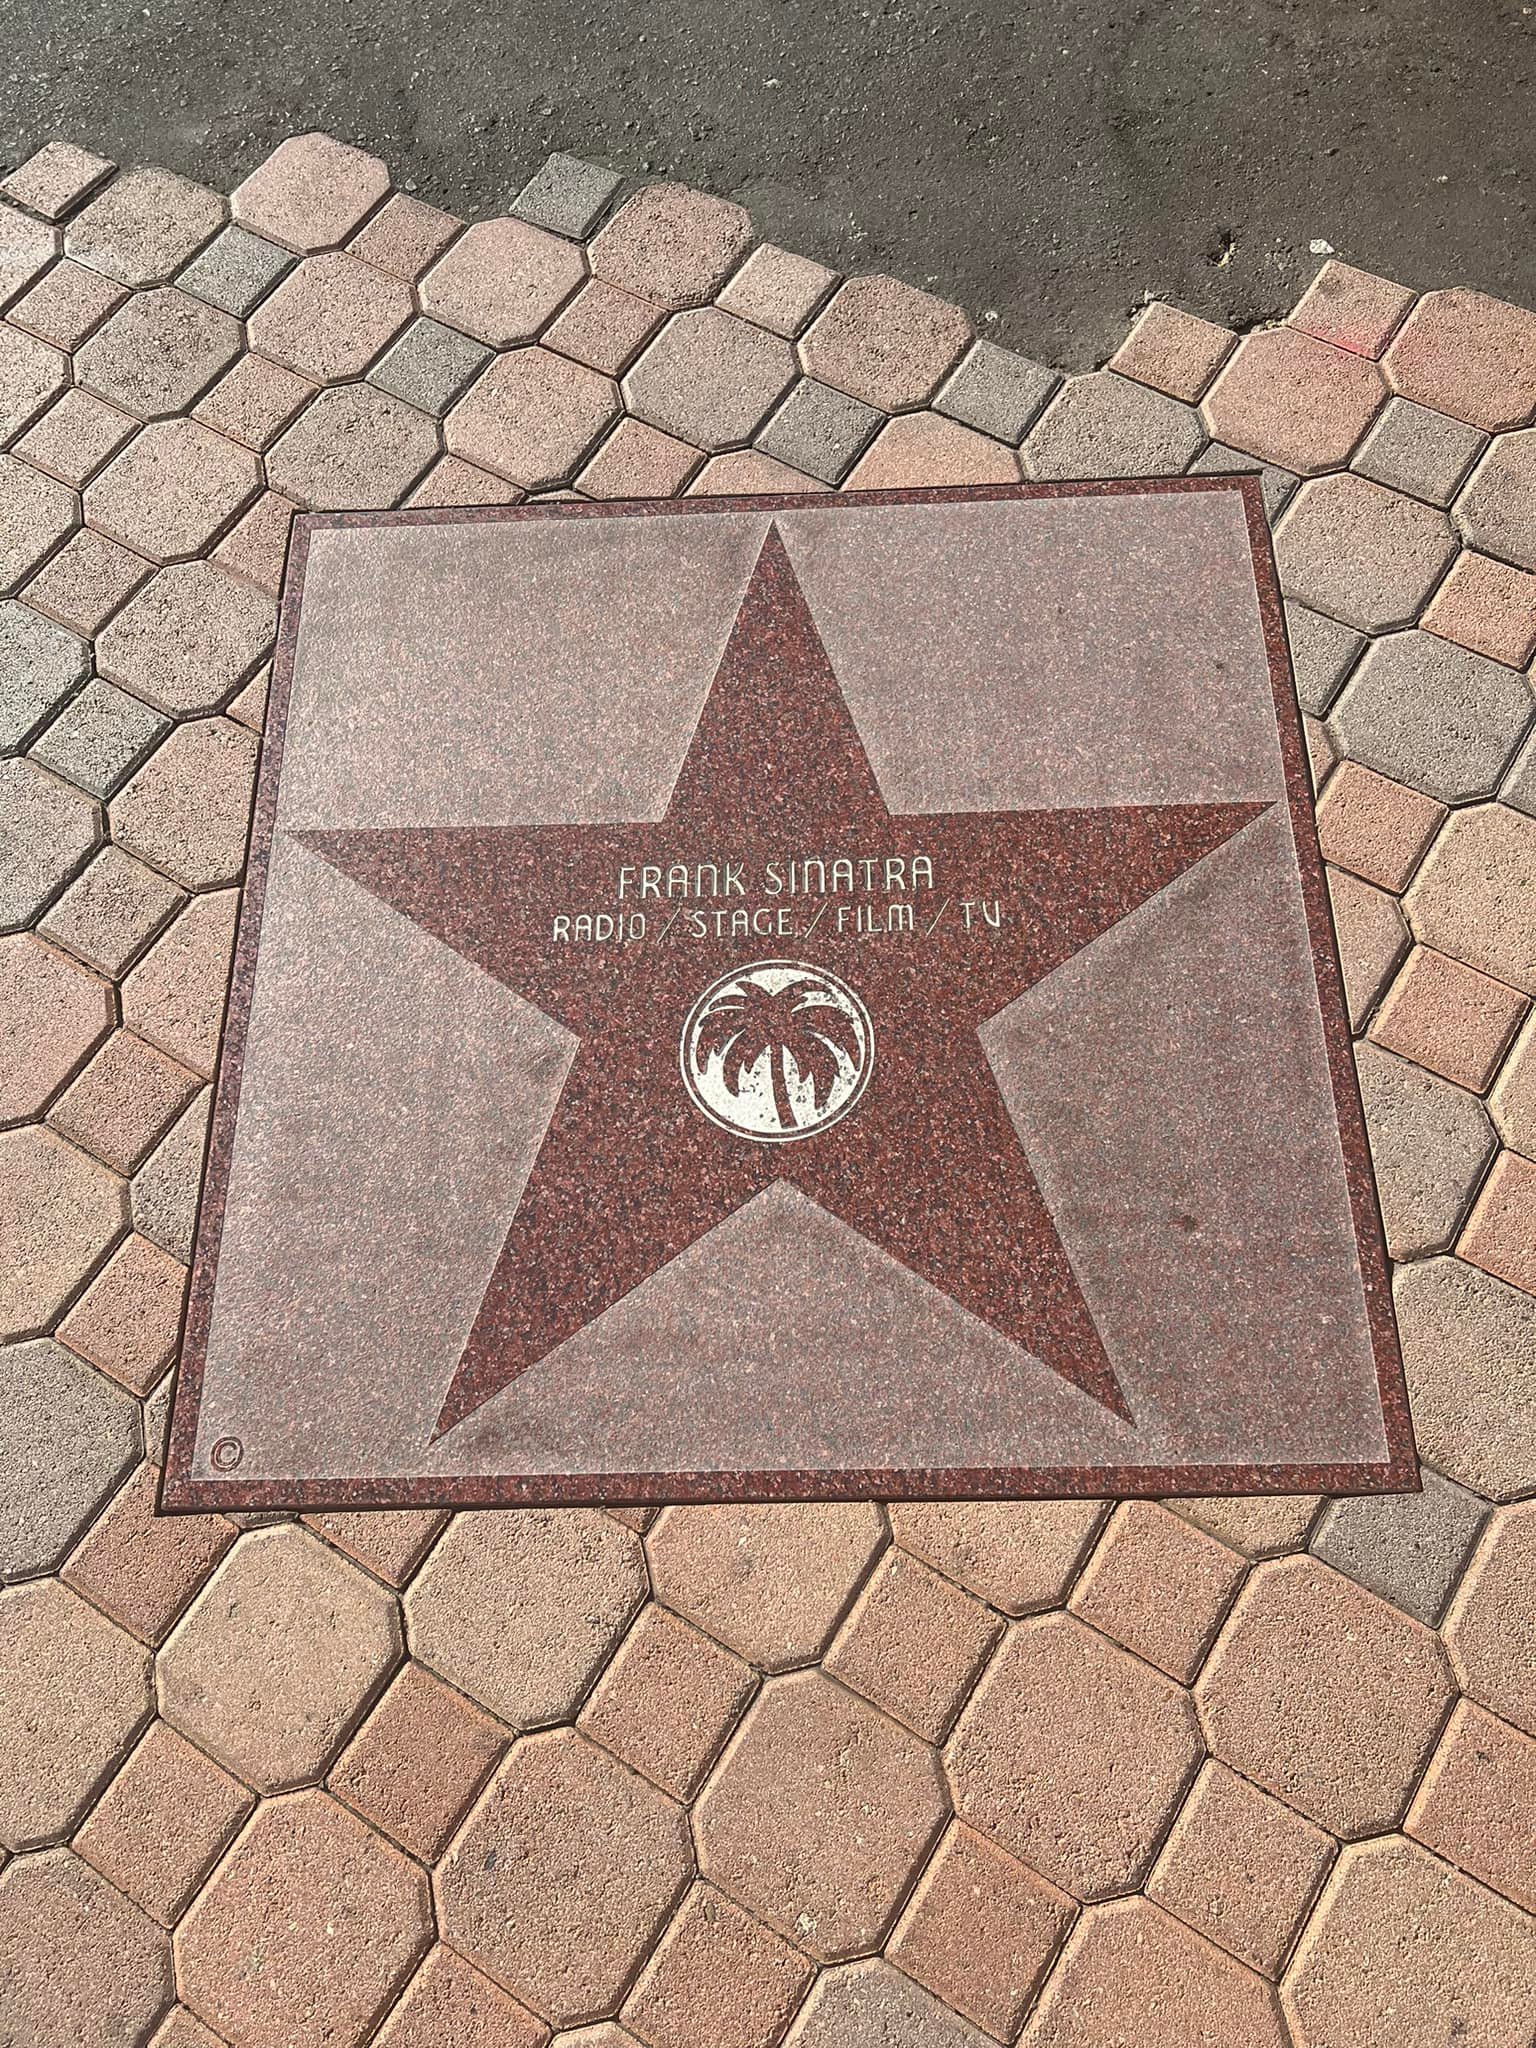 FRANK SINATRA
RADIO / STAGE / FILM / TV
©